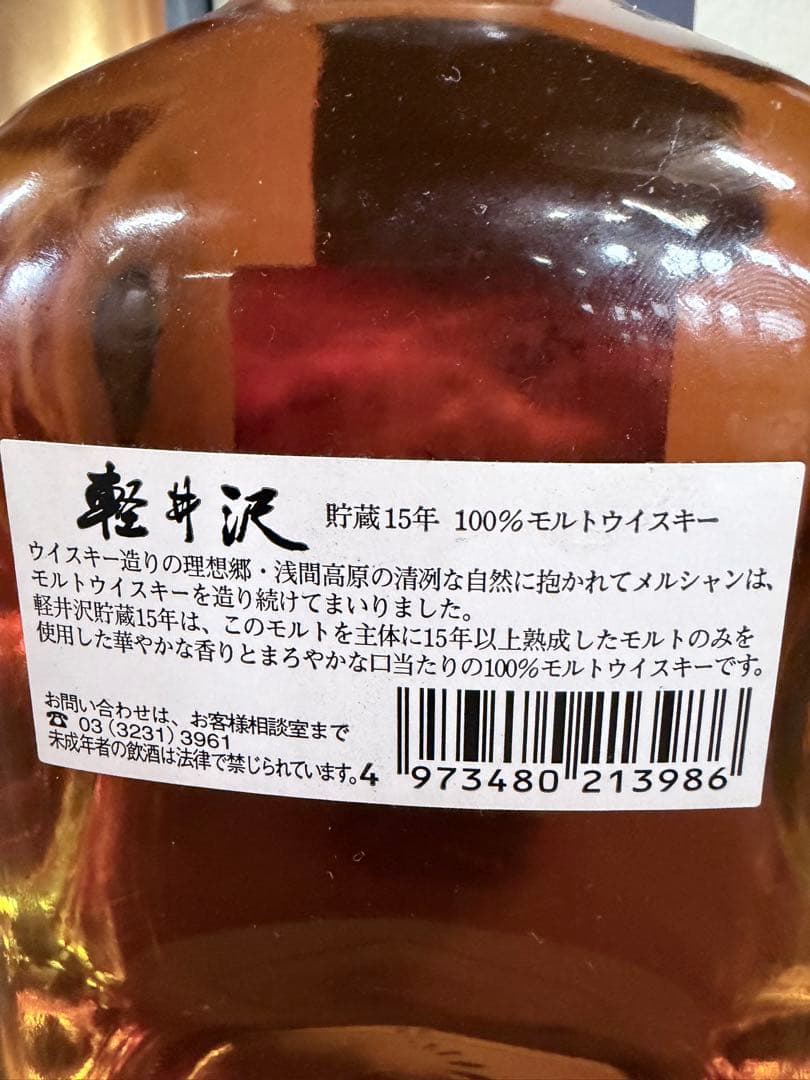 軽井沢 貯蔵15年 100%モルトウイスキー
ウイスキー造りの理想郷・浅間高原の清冽な自然に抱かれてメルシャンは、
モルトウイスキーを造り続けてまいりました。
軽井沢貯蔵15年は、このモルトを主体に15年以上熟成したモルトのみを
使用した華やかな香りとまろやかな口当たりの100%モルトウイスキーです。
お問い合わせは、お客様相談室まで
☎ 03(3231)3961
未成年者の飲酒は法律で禁じられています。
4 973480 213986